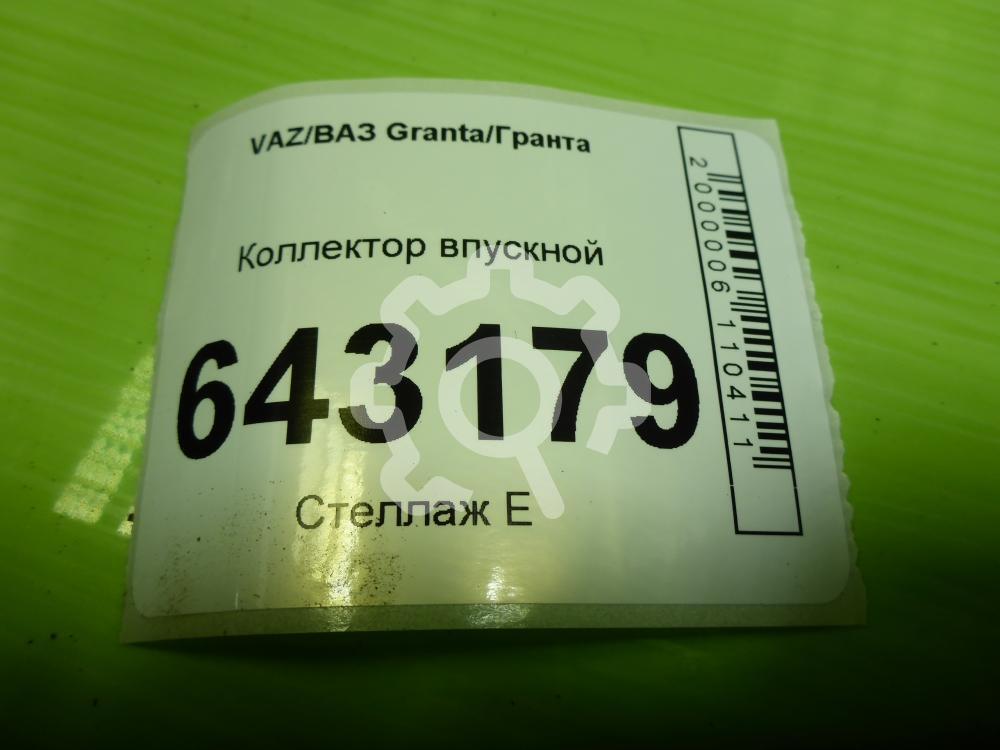 VAZ/ВАЗ Granta/Гранта
Коллектор впускной
643179
Стеллаж Е
2000006110411